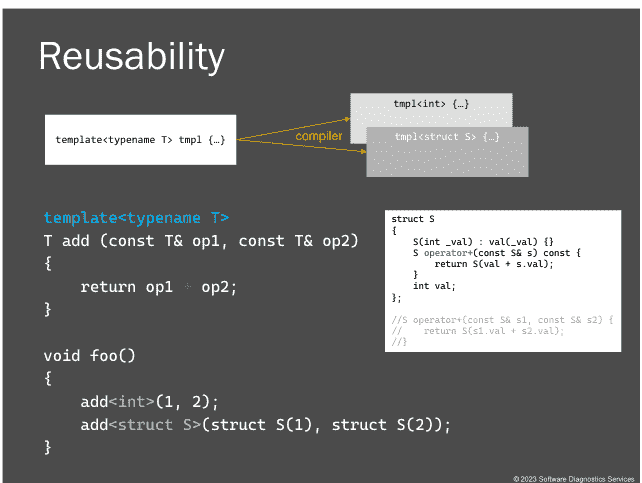 Reusability
template<typename T> tmpl {…}
compiler
tmpl<int> {…}
tmpl<struct S> {…}
template<typename T>
T add (const T& op1, const T& op2)
{
    return op1 + op2;
}
void foo()
{
    add<int>(1, 2);
    add<struct S>(struct S(1), struct S(2));
}
struct S
{
    S(int _val) : val(_val) {}
    S operator+(const S& s) const {
        return S(val + s.val);
    }
    int val;
};
//S operator+(const S& s1, const S& s2) {
//    return S(s1.val + s2.val);
//}
© 2023 Software Diagnostics Services